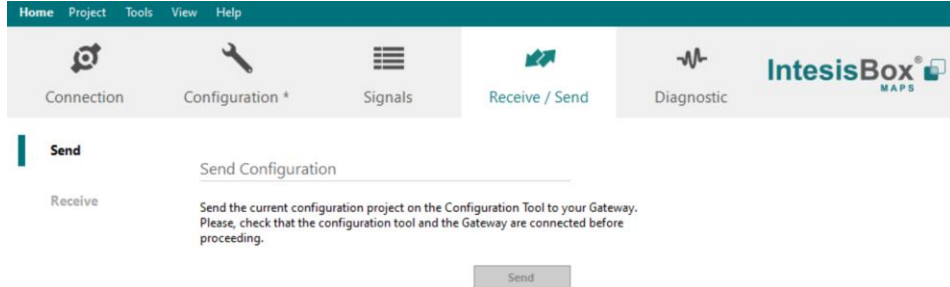 Home Project Tools View Help
Connection Configuration * Signals Receive / Send Diagnostic
IntesisBox®
MAPS
Send
Send Configuration
Receive
Send the current configuration project on the Configuration Tool to your Gateway.
Please, check that the configuration tool and the Gateway are connected before
proceeding.
Send